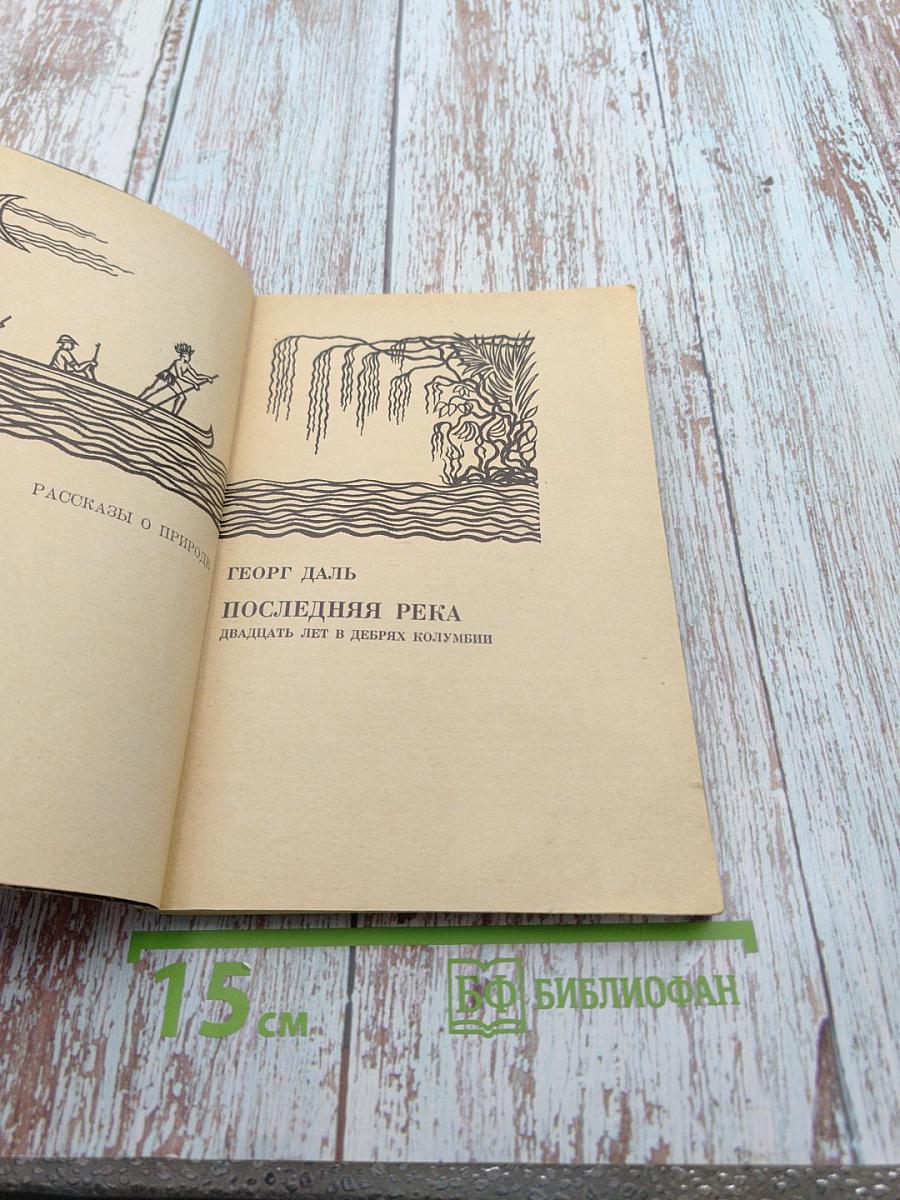 РАССКАЗЫ О ПРИРОДЕ
ГЕОРГ ДАЛЬ
ПОСЛЕДНЯЯ РЕКА
ДВАДЦАТЬ ЛЕТ В ДЕБРЯХ КОЛУМБИИ
15 см
БФ БИБЛИОФАН